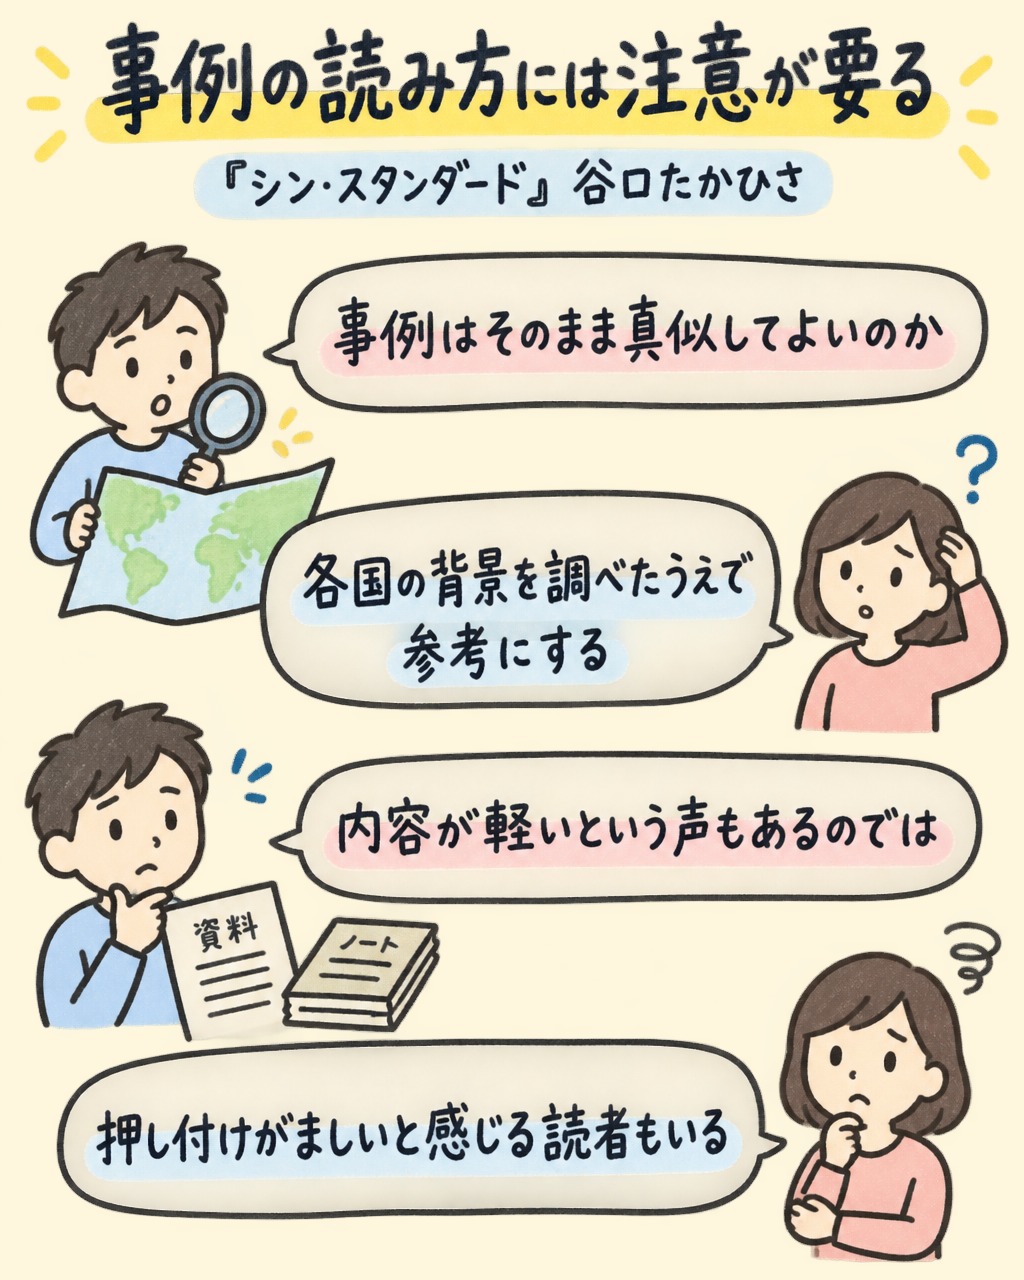 事例の読み方には注意が要る
『シン・スタンダード』谷口たかひさ
事例はそのまま真似してよいのか
各国の背景を調べたうえで
参考にする
内容が軽いという声もあるのでは
資料
ノート
押し付けがましいと感じる読者もいる